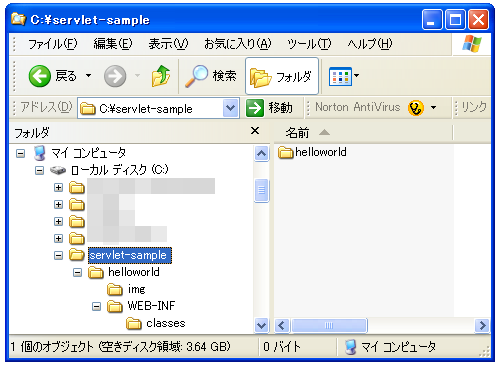 C:¥servlet-sample
ファイル(F) 編集(E) 表示(V) お気に入り(A) ツール(T) ヘルプ(H)
戻る 検索 フォルダ
アドレス(D) C:¥servlet-sample 移動 Norton AntiVirus リンク
フォルダ
名前
マイ コンピュータ
ローカル ディスク (C:)
servlet-sample
helloworld
img
WEB-INF
classes
helloworld
1 個のオブジェクト (空きディスク領域: 3.64 GB) 0 バイト マイ コンピュータ